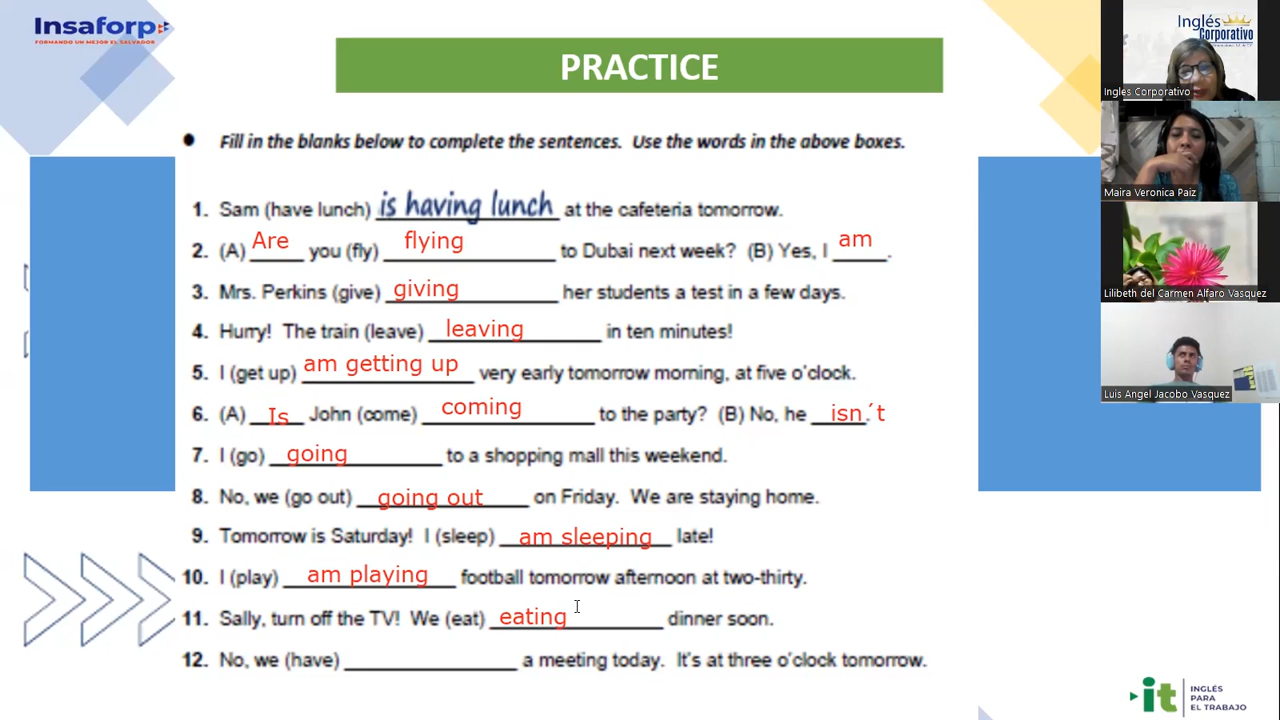 Insaforp
FORMANDO UN MEJOR EL SALVADOR
PRACTICE
Fill in the blanks below to complete the sentences. Use the words in the above boxes.
1. Sam (have lunch) is having lunch at the cafeteria tomorrow.
2. (A) Are you (fly) flying to Dubai next week? (B) Yes, I am.
3. Mrs. Perkins (give) giving her students a test in a few days.
4. Hurry! The train (leave) leaving in ten minutes!
5. I (get up) am getting up very early tomorrow morning, at five o'clock.
6. (A) Is John (come) coming to the party? (B) No, he isn´t.
7. I (go) going to a shopping mall this weekend.
8. No, we (go out) going out on Friday. We are staying home.
9. Tomorrow is Saturday! I (sleep) am sleeping late!
10. I (play) am playing football tomorrow afternoon at two-thirty.
11. Sally, turn off the TV! We (eat) eating dinner soon.
12. No, we (have) ____ a meeting today. It's at three o'clock tomorrow.
Inglés
Corporativo
Ingles Corporativo
Maira Veronica Paiz
Lilibeth del Carmen Alfaro Vasquez
Luis Angel Jacobo Vasquez
it
INGLÉS
PARA
EL TRABAJO